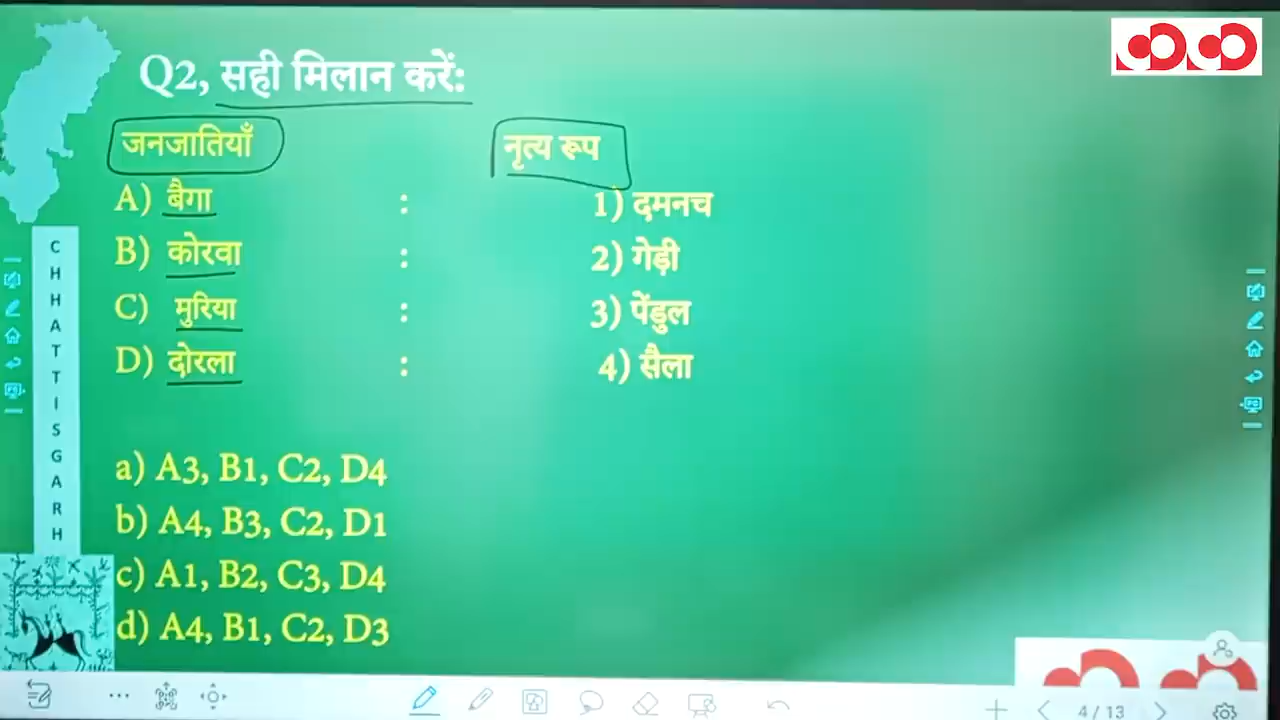 Q2, सही मिलान करें:
जनजातियाँ नृत्य रूप
A) बैगा : 1) दमनच
B) कोरवा : 2) गेड़ी
C) मुरिया : 3) पेंडुल
D) दोरला : 4) सैला
a) A3, B1, C2, D4
b) A4, B3, C2, D1
c) A1, B2, C3, D4
d) A4, B1, C2, D3
CHHATTISGARH
4 / 13